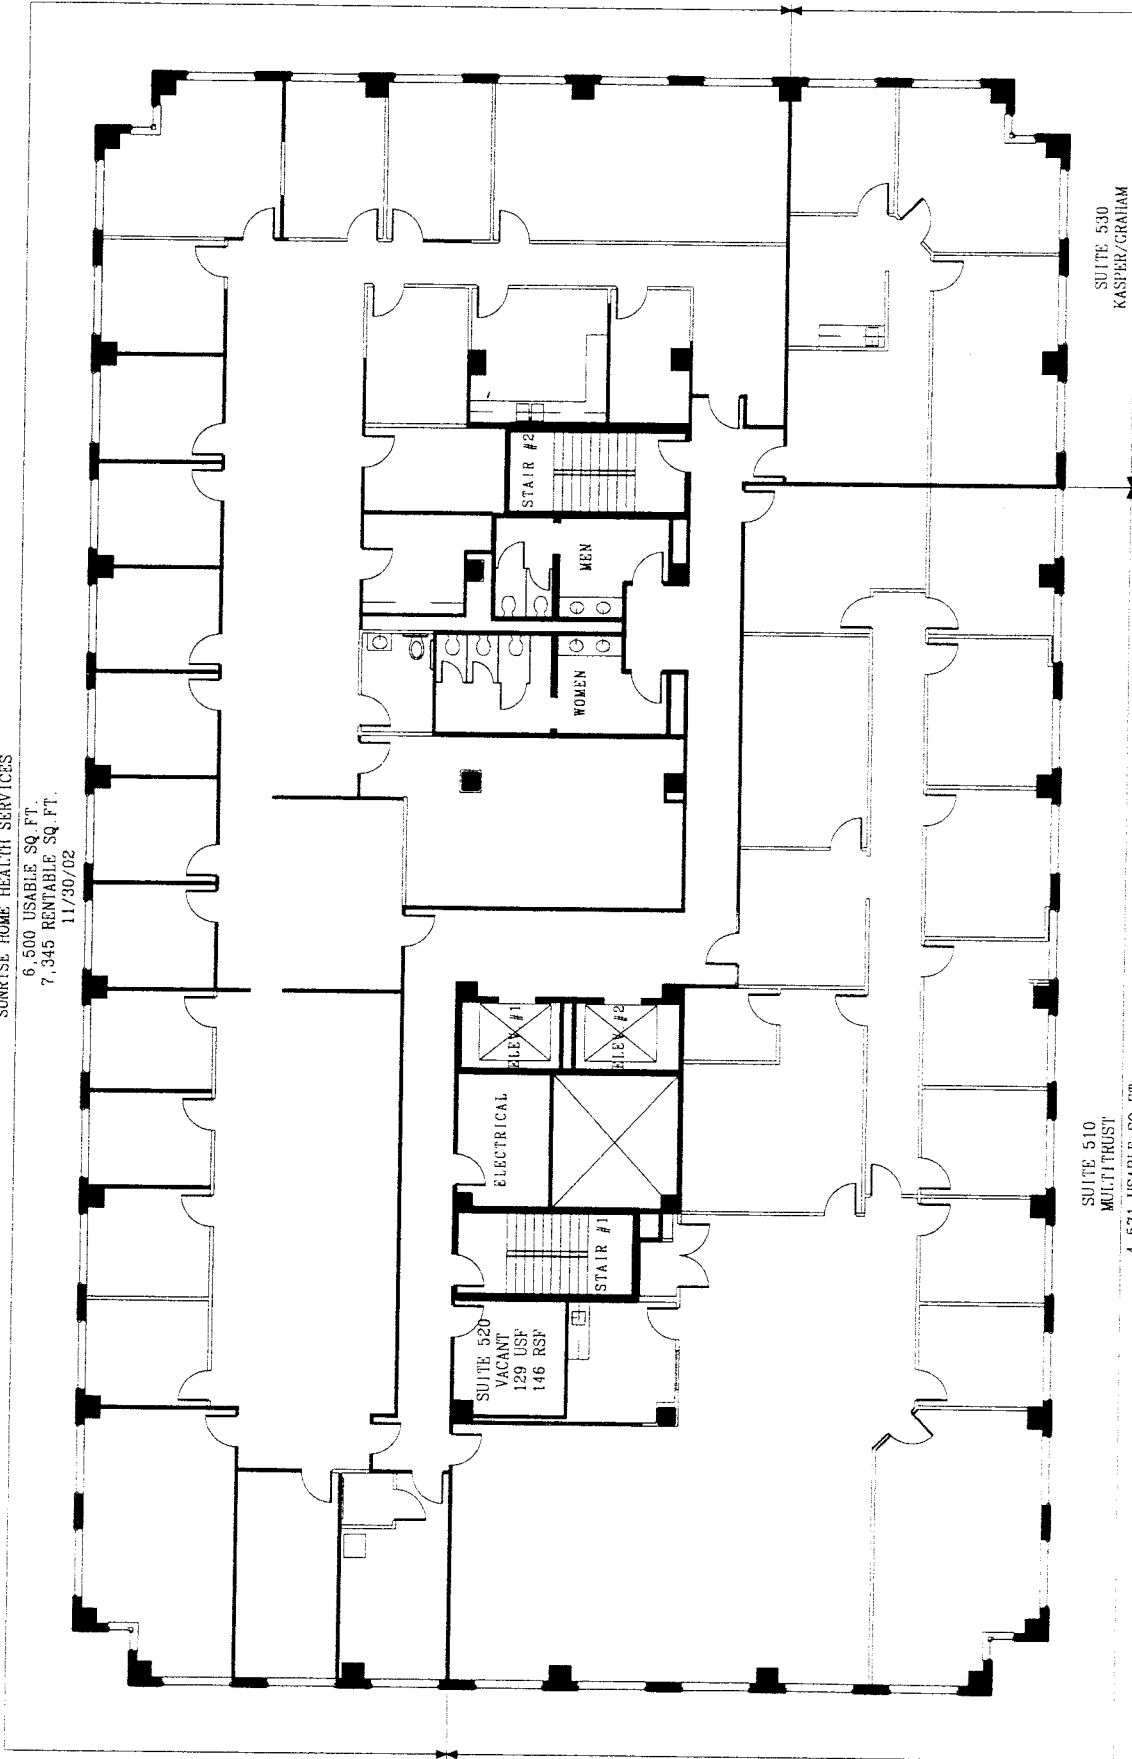 SUNRISE HOME HEALTH SERVICES
6,500 USABLE SQ.FT.
7,345 RENTABLE SQ.FT.
11/30/02
SUITE 530
KASPER/GRAHAM
STAIR #2
MEN
WOMEN
ELEV #1
ELEV #2
ELECTRICAL
STAIR #1
SUITE 520
VACANT
129 USF
146 RSF
SUITE 510
MULTITRUST